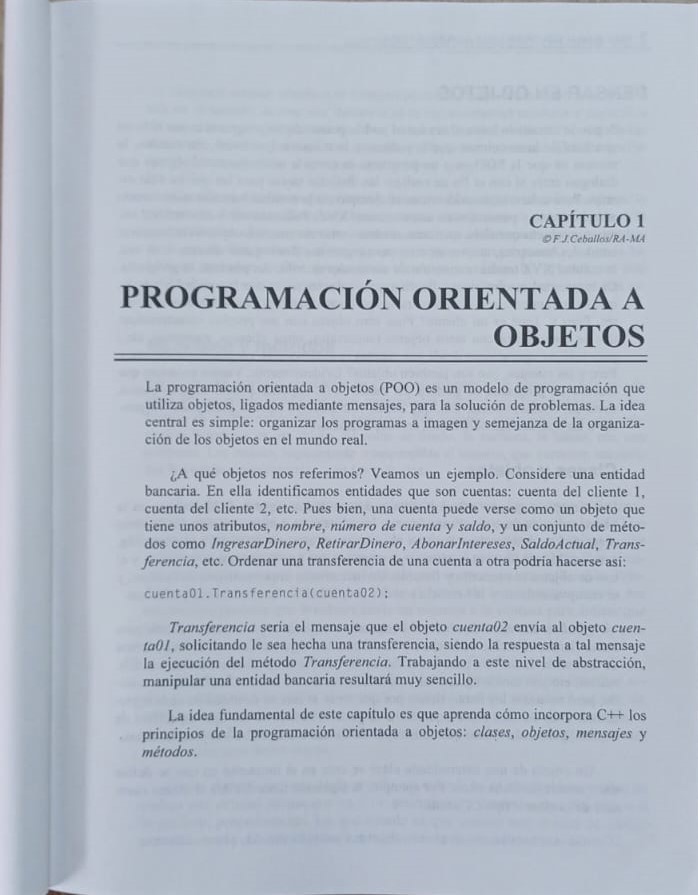 CAPÍTULO 1
© F.J.Ceballos/RA-MA
PROGRAMACIÓN ORIENTADA A
OBJETOS
La programación orientada a objetos (POO) es un modelo de programación que
utiliza objetos, ligados mediante mensajes, para la solución de problemas. La idea
central es simple: organizar los programas a imagen y semejanza de la organiza-
ción de los objetos en el mundo real.
¿A qué objetos nos referimos? Veamos un ejemplo. Considere una entidad
bancaria. En ella identificamos entidades que son cuentas: cuenta del cliente 1,
cuenta del cliente 2, etc. Pues bien, una cuenta puede verse como un objeto que
tiene unos atributos, nombre, número de cuenta y saldo, y un conjunto de méto-
dos como IngresarDinero, RetirarDinero, AbonarIntereses, SaldoActual, Trans-
ferencia, etc. Ordenar una transferencia de una cuenta a otra podría hacerse así:
cuenta01.Transferencia(cuenta02);
Transferencia sería el mensaje que el objeto cuenta02 envía al objeto cuen-
ta01, solicitando le sea hecha una transferencia, siendo la respuesta a tal mensaje
la ejecución del método Transferencia. Trabajando a este nivel de abstracción,
manipular una entidad bancaria resultará muy sencillo.
La idea fundamental de este capítulo es que aprenda cómo incorpora C++ los
principios de la programación orientada a objetos: clases, objetos, mensajes y
métodos.